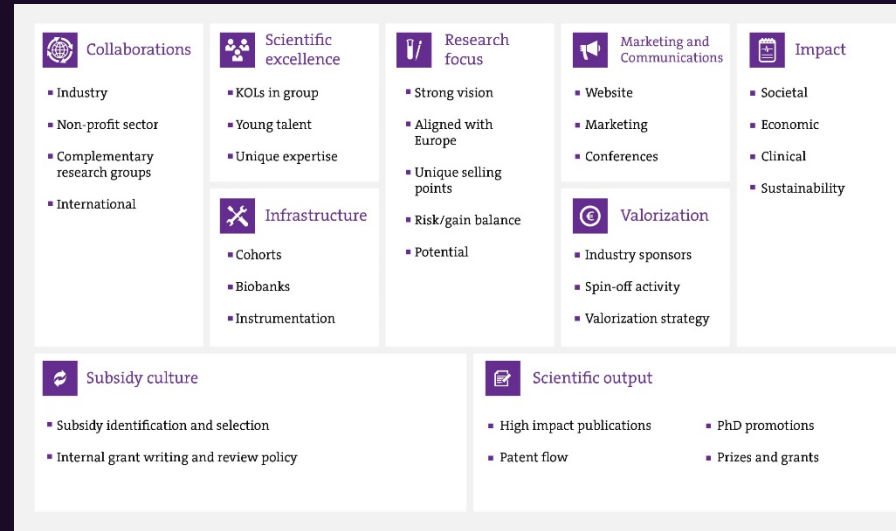 Collaborations
Industry
Non-profit sector
Complementary
research groups
International
Scientific
excellence
KOLs in group
Young talent
Unique expertise
Infrastructure
Cohorts
Biobanks
Instrumentation
Research
focus
Strong vision
Aligned with
Europe
Unique selling
points
Risk/gain balance
Potential
Marketing and
Communications
Website
Marketing
Conferences
Valorization
Industry sponsors
Spin-off activity
Valorization strategy
Impact
Societal
Economic
Clinical
Sustainability
Subsidy culture
Subsidy identification and selection
Internal grant writing and review policy
Scientific output
High impact publications
Patent flow
PhD promotions
Prizes and grants